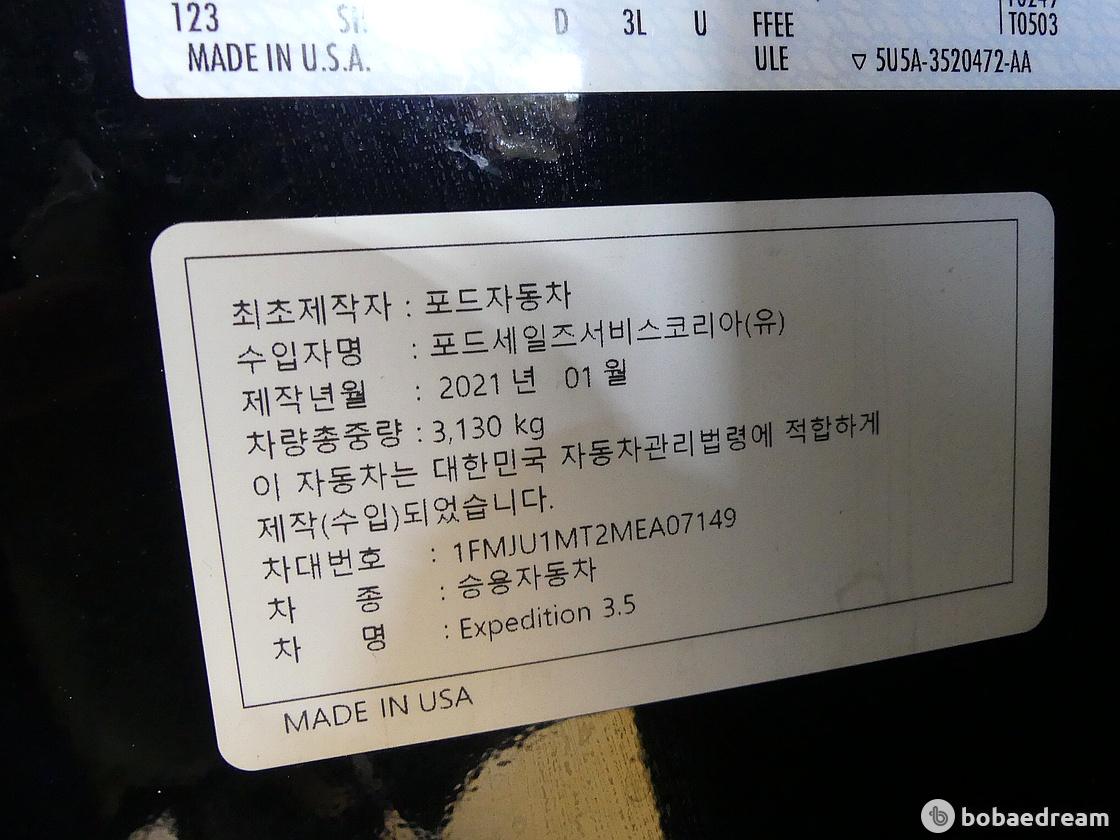 123 D 3L U FFEE T0503
MADE IN U.S.A. ULE ▽ 5U5A-3520472-AA
최초제작자 : 포드자동차
수입자명 : 포드세일즈서비스코리아(유)
제작년월 : 2021 년 01 월
차량총중량 : 3,130 kg
이 자동차는 대한민국 자동차관리법령에 적합하게
제작(수입)되었습니다.
차대번호 : 1FMJU1MT2MEA07149
차 종 : 승용자동차
차 명 : Expedition 3.5
MADE IN USA
bobaedream